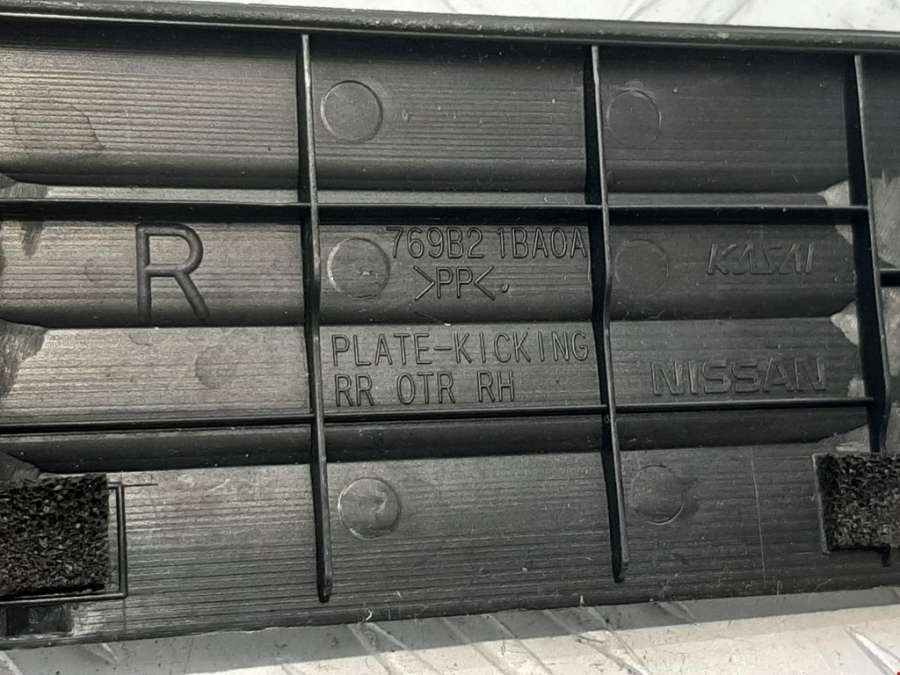 R
769B2 1BA0A
>PP<
KASAI
PLATE-KICKING
RR OTR RH
NISSAN